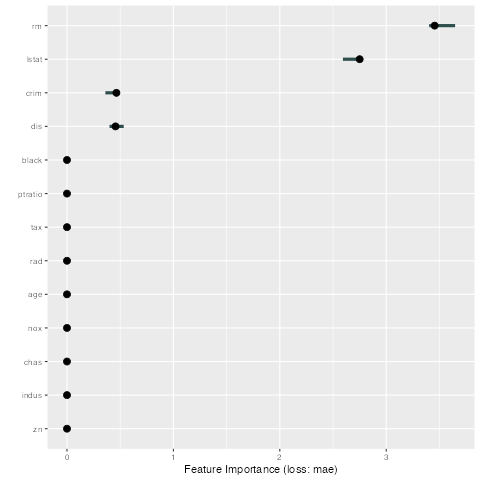 rm
lstat
crim
dis
black
ptratio
tax
rad
age
nox
chas
indus
zn
0 1 2 3
Feature Importance (loss: mae)